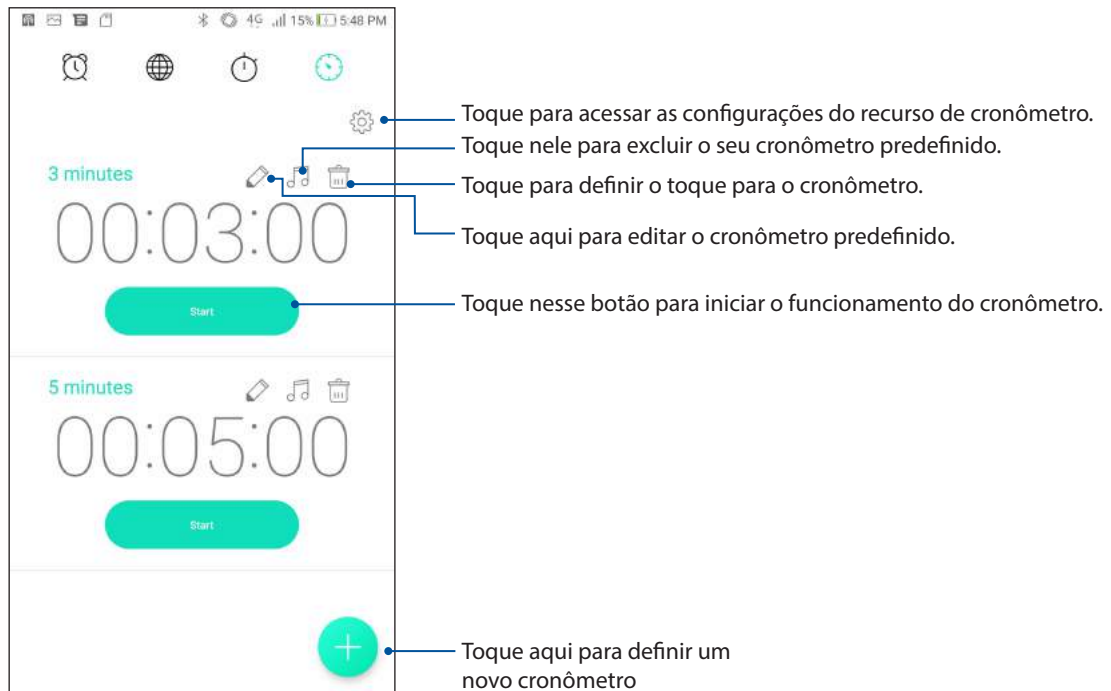 4G 15% 5:48 PM
Toque para acessar as configurações do recurso de cronômetro.
Toque nele para excluir o seu cronômetro predefinido.
3 minutes
Toque para definir o toque para o cronômetro.
00:03:00
Toque aqui para editar o cronômetro predefinido.
Start
Toque nesse botão para iniciar o funcionamento do cronômetro.
5 minutes
00:05:00
Start
Toque aqui para definir um
novo cronômetro